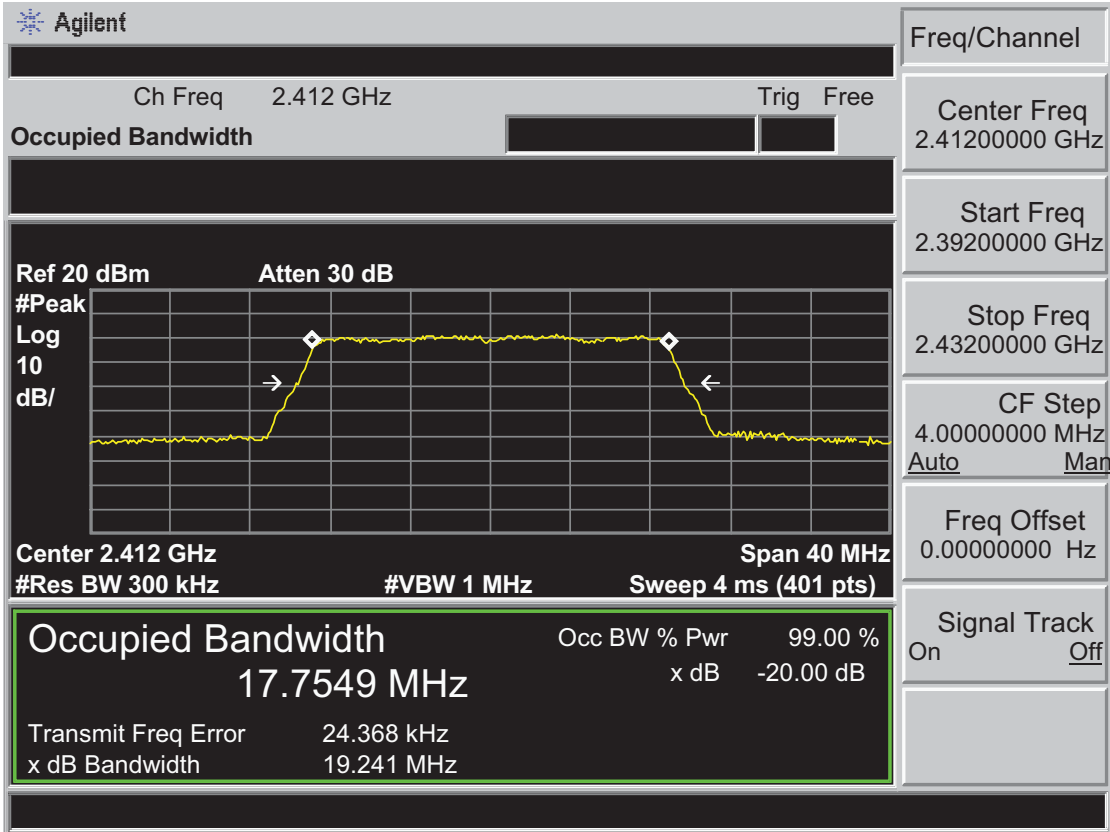 Agilent
Freq/Channel
Ch Freq 2.412 GHz Trig Free
Occupied Bandwidth
Center Freq
2.41200000 GHz
Start Freq
2.39200000 GHz
Stop Freq
2.43200000 GHz
CF Step
4.00000000 MHz
Auto Man
Freq Offset
0.00000000 Hz
Signal Track
On Off
Ref 20 dBm Atten 30 dB
#Peak
Log
10
dB/
Center 2.412 GHz Span 40 MHz
#Res BW 300 kHz #VBW 1 MHz Sweep 4 ms (401 pts)
Occupied Bandwidth Occ BW % Pwr 99.00 %
17.7549 MHz x dB -20.00 dB
Transmit Freq Error 24.368 kHz
x dB Bandwidth 19.241 MHz